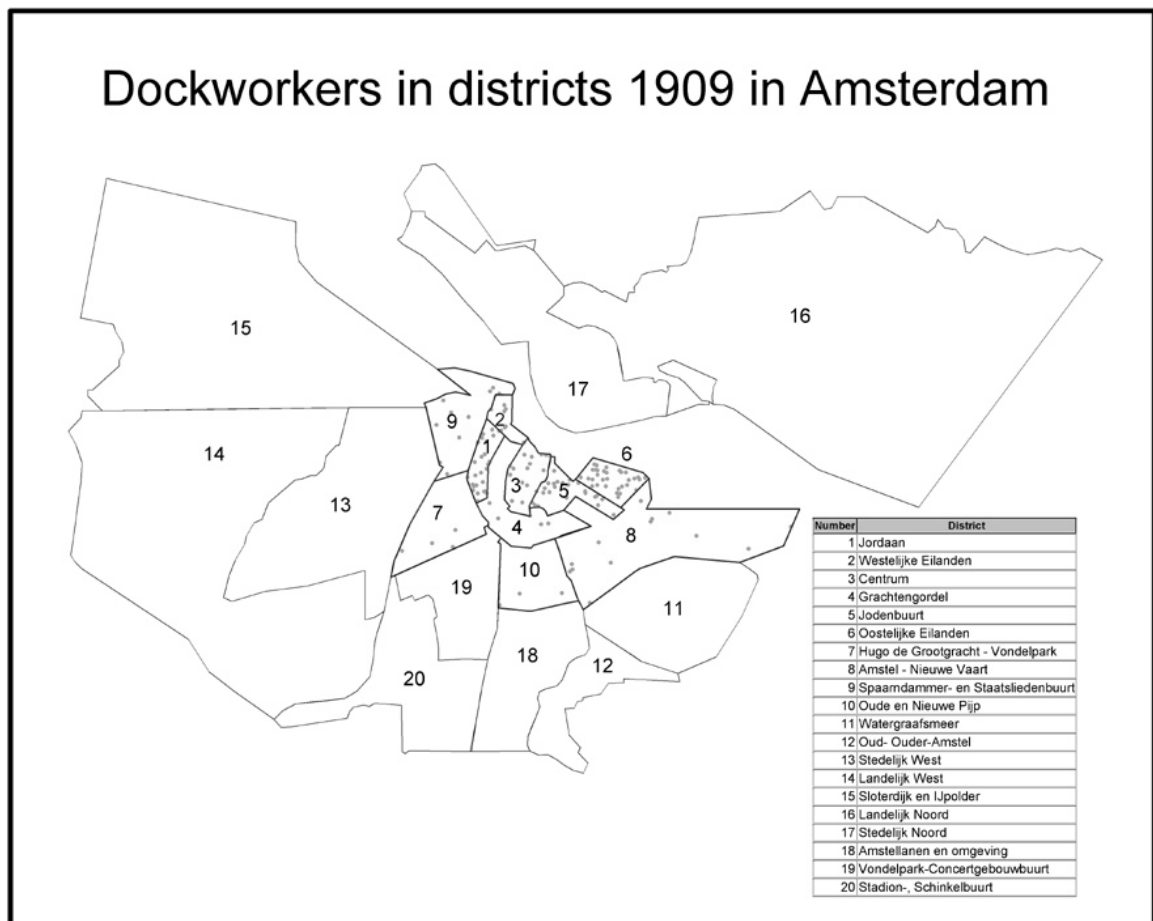 Dockworkers in districts 1909 in Amsterdam
15
16
17
9
2
14
1
6
13
3
5
7
4
8
10
19
11
18
12
20
Number District
1 Jordaan
2 Westelijke Eilanden
3 Centrum
4 Grachtengordel
5 Jodenbuurt
6 Oostelijke Eilanden
7 Hugo de Grootgracht - Vondelpark
8 Amstel - Nieuwe Vaart
9 Spaarndammer- en Staatsliedenbuurt
10 Oude en Nieuwe Pijp
11 Watergraafsmeer
12 Oud- Ouder-Amstel
13 Stedelijk West
14 Landelijk West
15 Sloterdijk en IJpolder
16 Landelijk Noord
17 Stedelijk Noord
18 Amstellanen en omgeving
19 Vondelpark-Concertgebouwbuurt
20 Stadion-, Schinkelbuurt